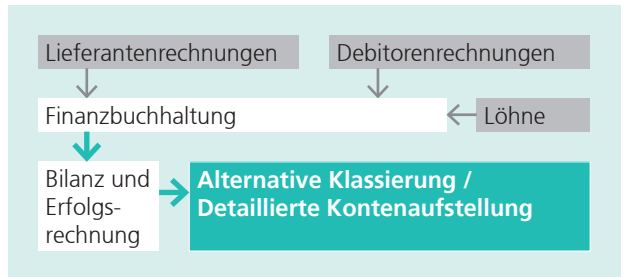 Lieferantenrechnungen
Debitorenrechnungen
Finanzbuchhaltung
Löhne
Bilanz und
Erfolgs-
rechnung
Alternative Klassierung /
Detaillierte Kontenaufstellung